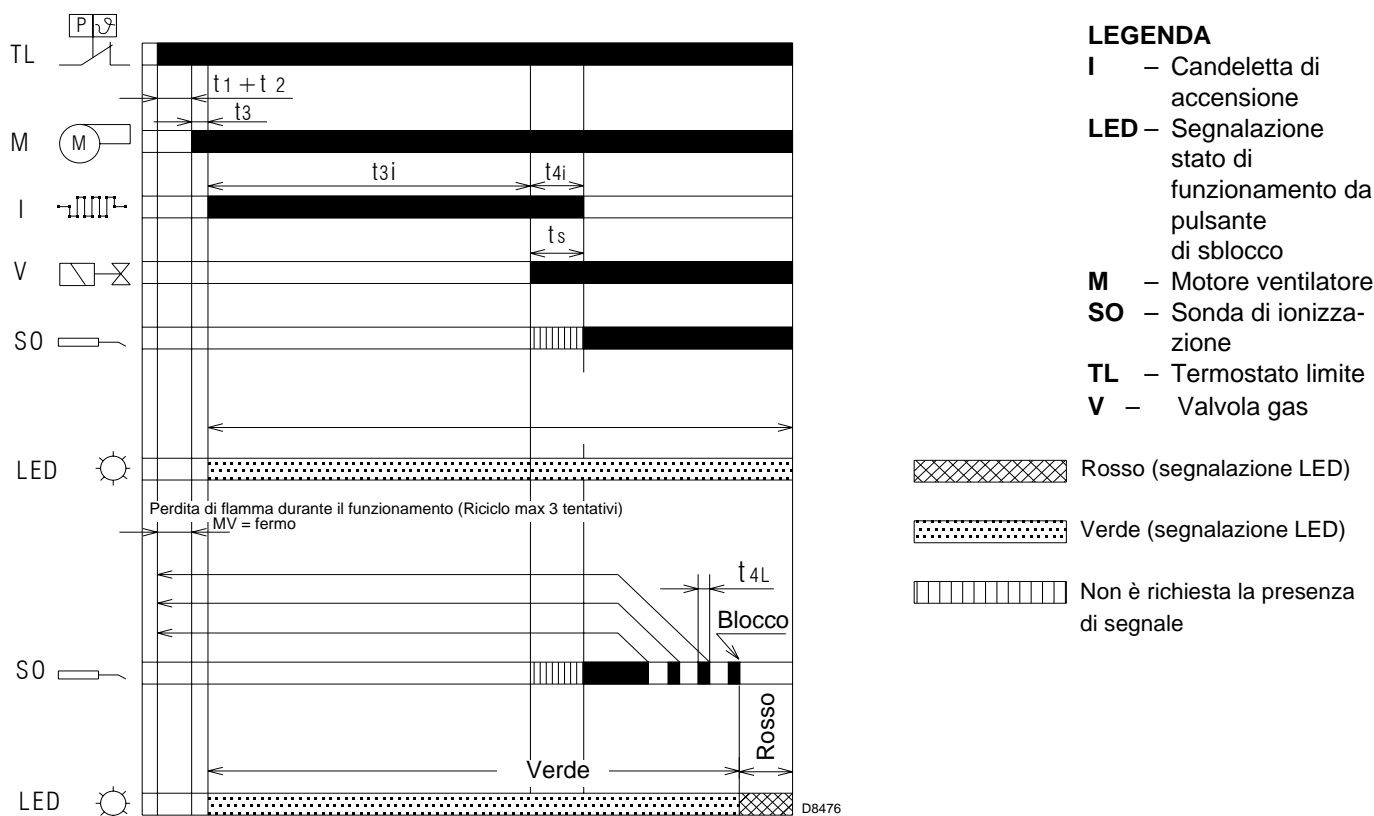 P ϑ
TL
t1 + t 2
t3
M
M
t3i
t4i
I
ts
V
SO
LED
Perdita di flamma durante il funzionamento (Riciclo max 3 tentativi)
MV = fermo
t 4L
Blocco
SO
Rosso
Verde
LED
D8476
LEGENDA
I – Candeletta di
accensione
LED – Segnalazione
stato di
funzionamento da
pulsante
di sblocco
M – Motore ventilatore
SO – Sonda di ionizza-
zione
TL – Termostato limite
V – Valvola gas
Rosso (segnalazione LED)
Verde (segnalazione LED)
Non è richiesta la presenza
di segnale